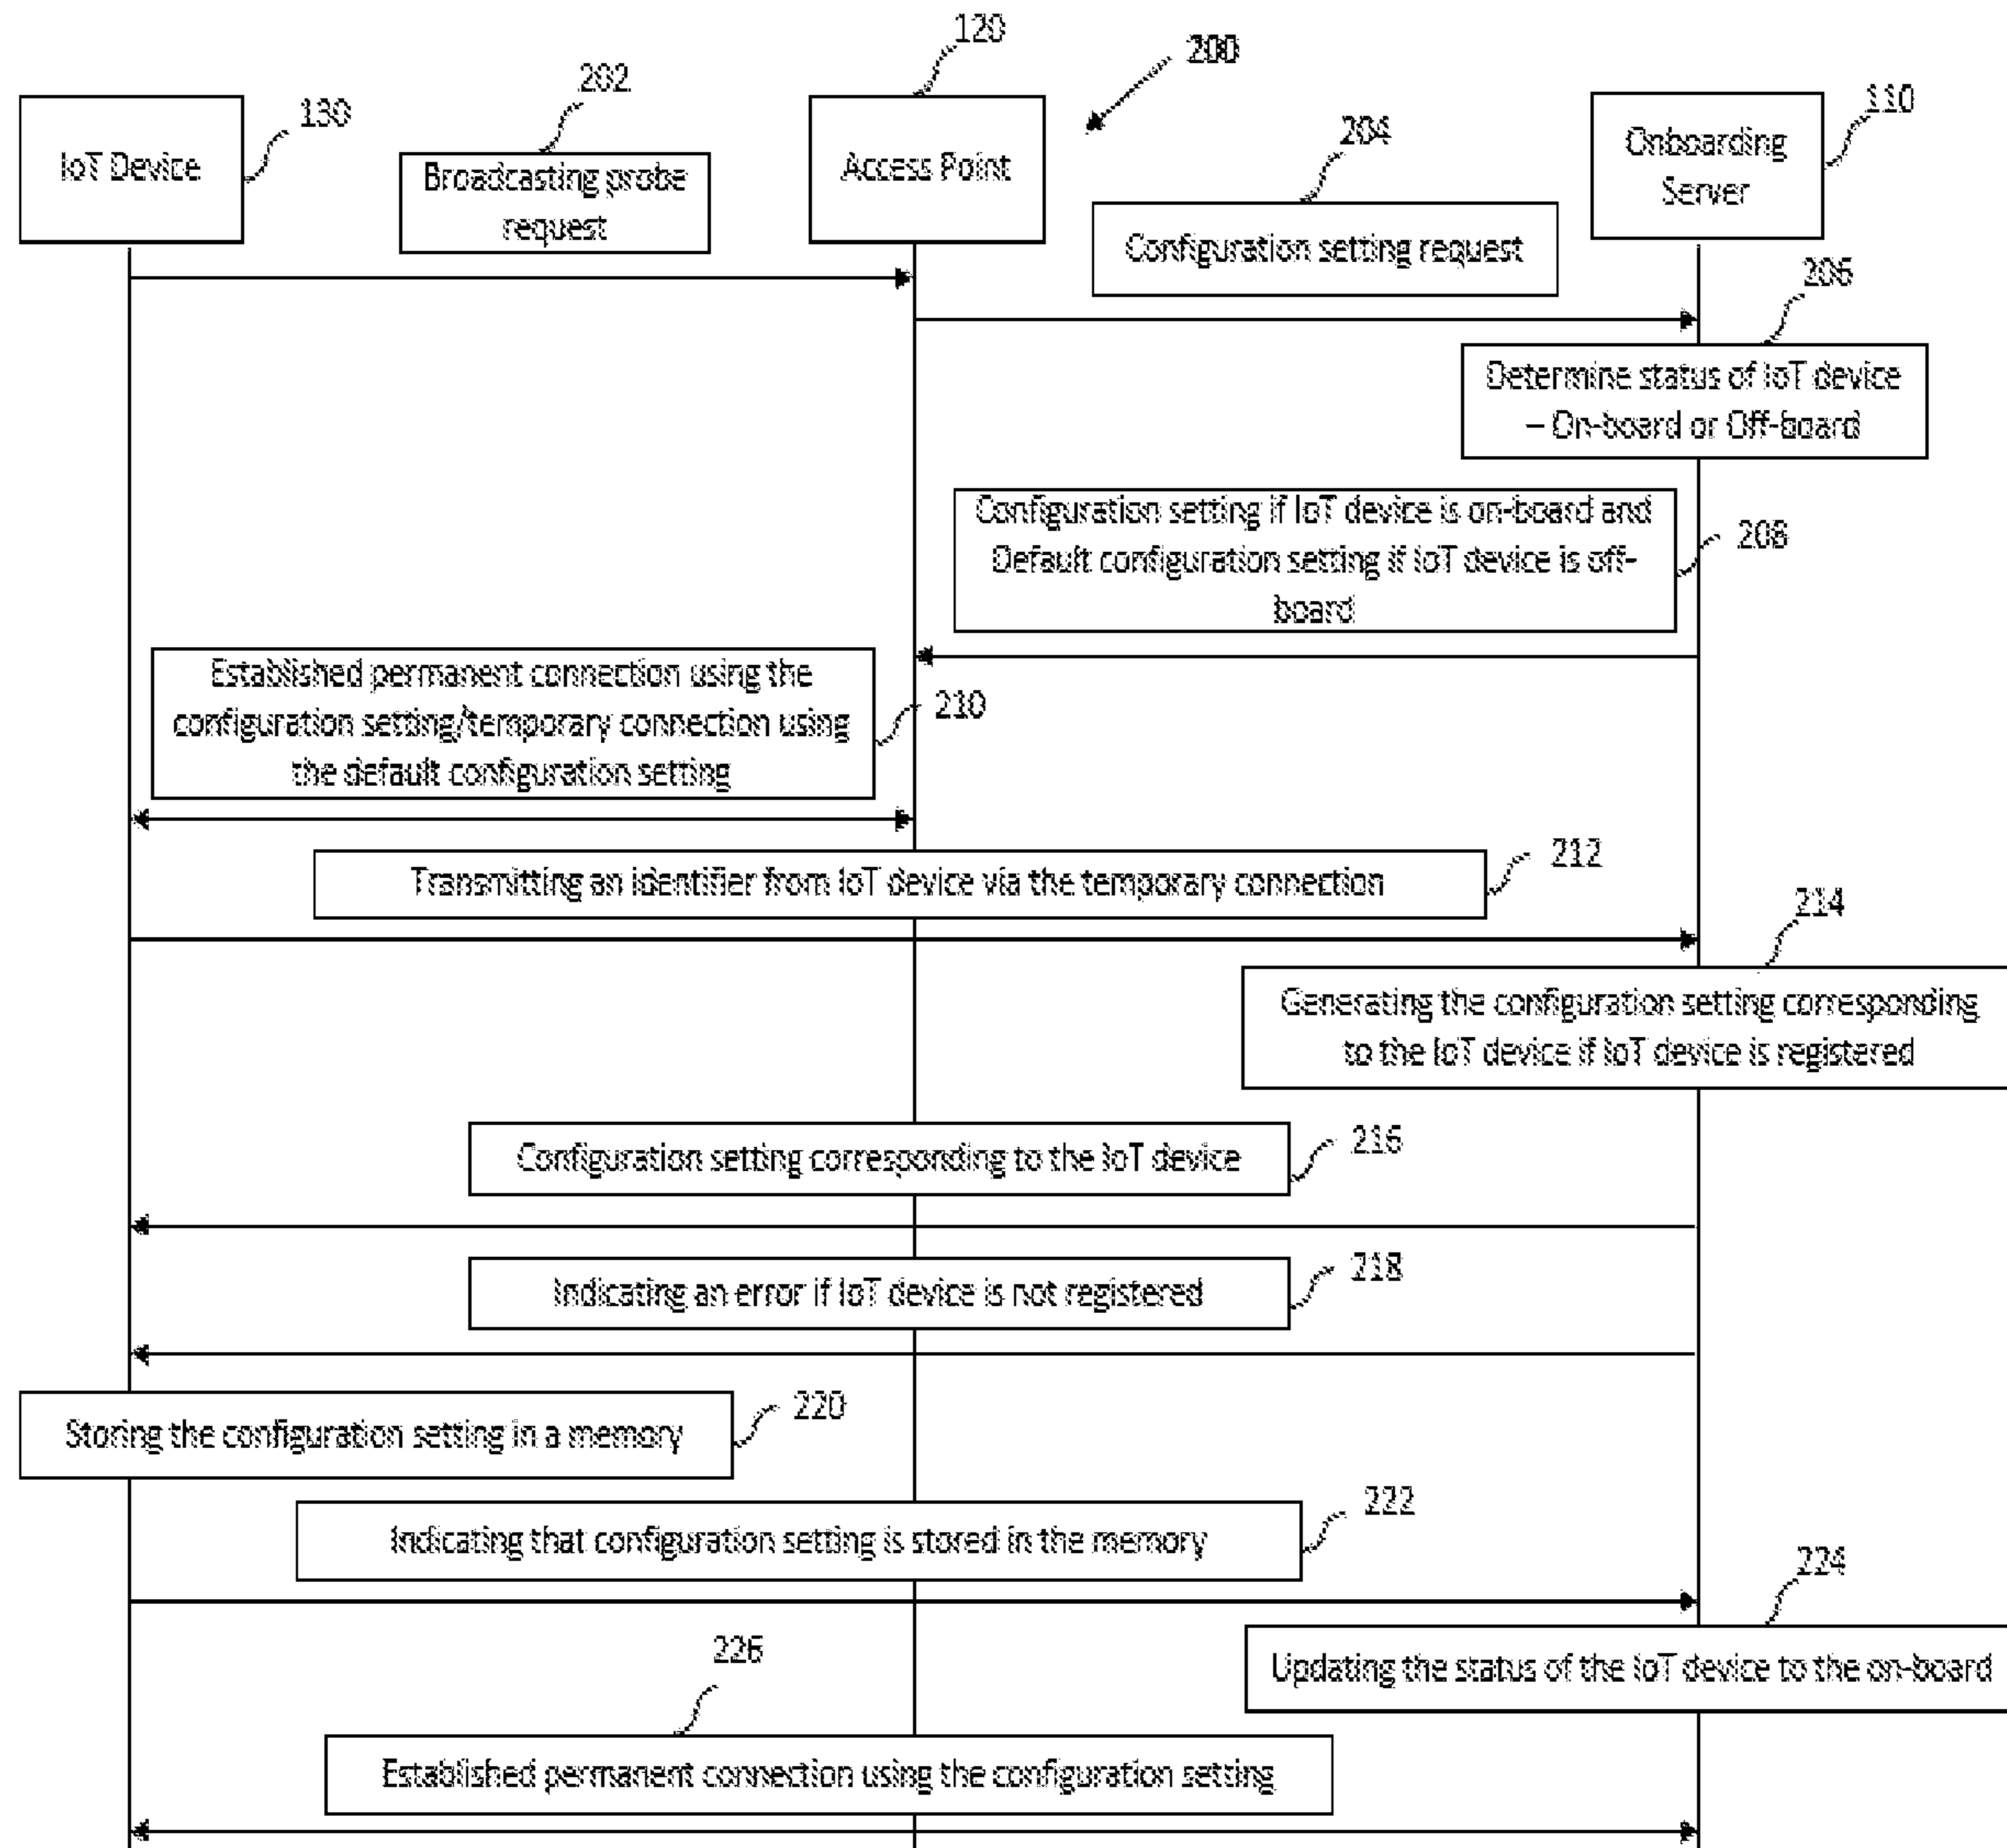 120
200
202
130
110
204
IoT Device
Access Point
Onboarding
Server
Broadcasting probe
request
Configuration setting request
206
Determine status of IoT device
– On-board or Off-board
Configuration setting if IoT device is on-board and
Default configuration setting if IoT device is off-
board
208
Established permanent connection using the
configuration setting/temporary connection using
the default configuration setting
210
Transmitting an identifier from IoT device via the temporary connection
212
214
Generating the configuration setting corresponding
to the IoT device if IoT device is registered
Configuration setting corresponding to the IoT device
216
Indicating an error if IoT device is not registered
218
Storing the configuration setting in a memory
220
Indicating that configuration setting is stored in the memory
222
224
Updating the status of the IoT device to the on-board
226
Established permanent connection using the configuration setting